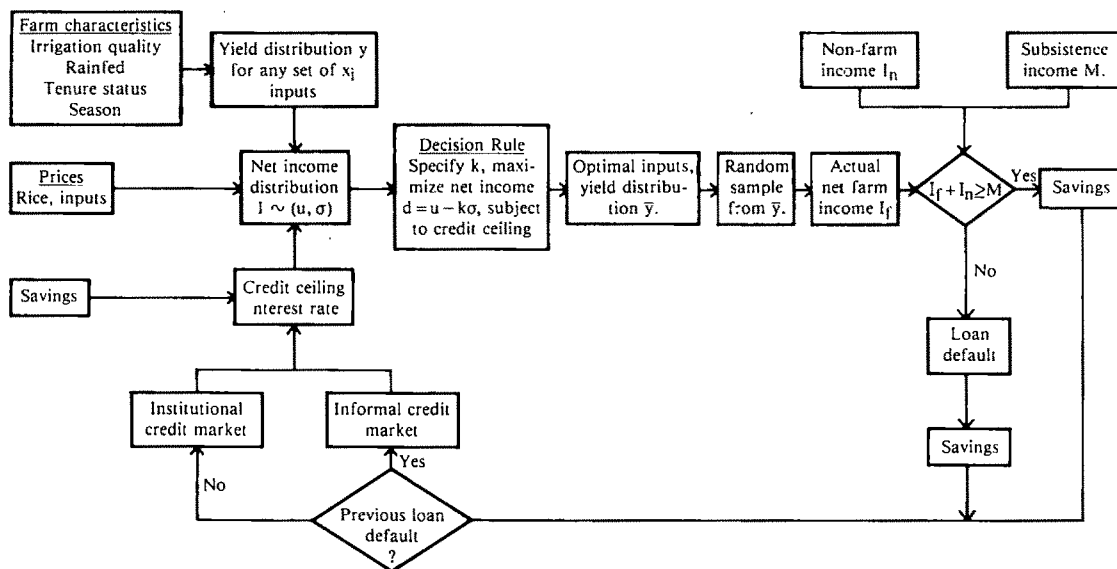 Farm characteristics
Irrigation quality
Rainfed
Tenure status
Season
Yield distribution y
for any set of xi
inputs
Non-farm
income In
Subsistence
income M.
Prices
Rice, inputs
Net income
distribution
I ~ (u, σ)
Decision Rule
Specify k, maxi-
mize net income
d = u − kσ, subject
to credit ceiling
Optimal inputs,
yield distribu-
tion ȳ.
Random
sample
from ȳ.
Actual
net farm
income If
If + In ≥ M
Yes
Savings
No
Savings
Credit ceiling
nterest rate
Loan
default
Institutional
credit market
Informal credit
market
Savings
No
Yes
Previous loan
default
?